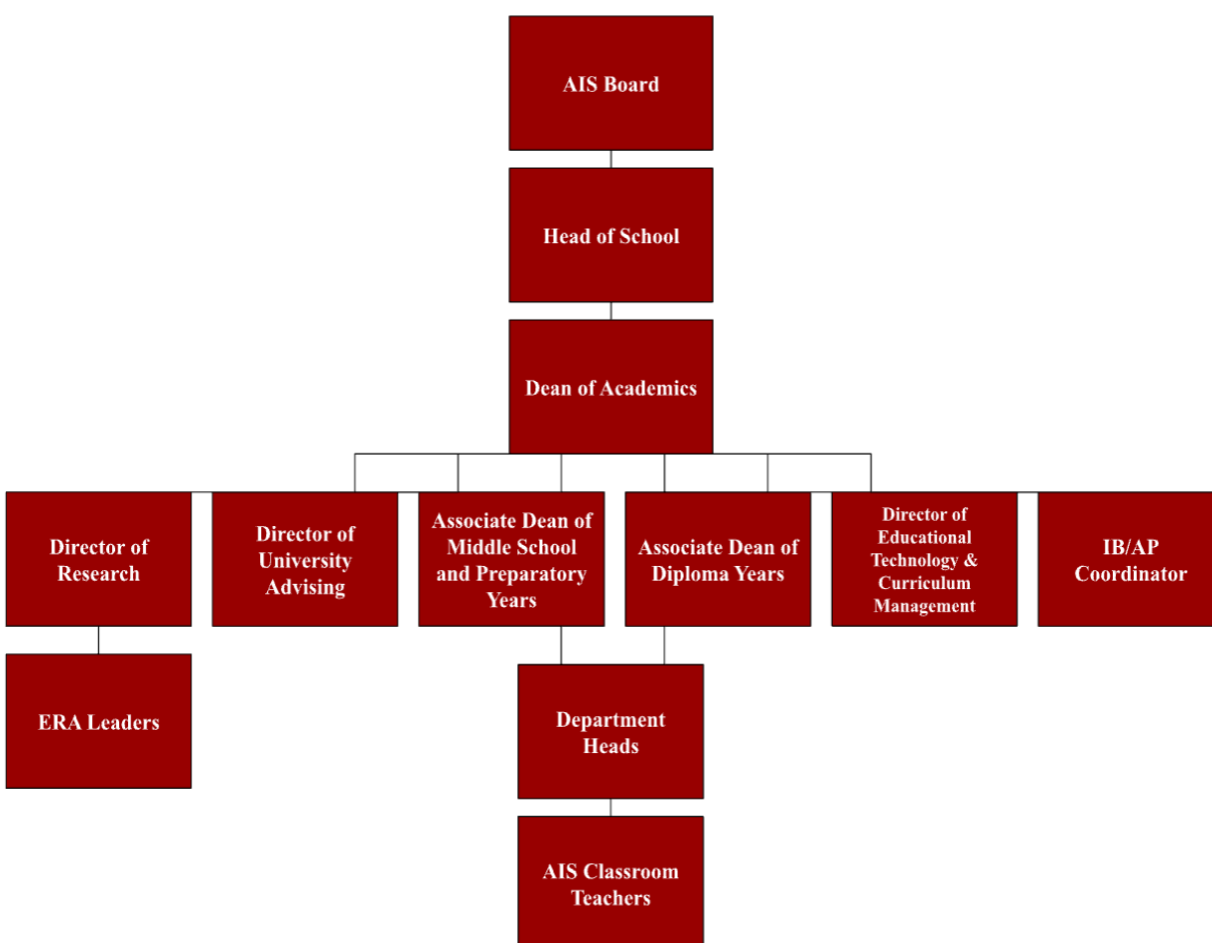 AIS Board
Head of School
Dean of Academics
Director of
Research
Director of
University
Advising
Associate Dean of
Middle School
and Preparatory
Years
Associate Dean of
Diploma Years
Director of
Educational
Technology &
Curriculum
Management
IB/AP
Coordinator
ERA Leaders
Department
Heads
AIS Classroom
Teachers